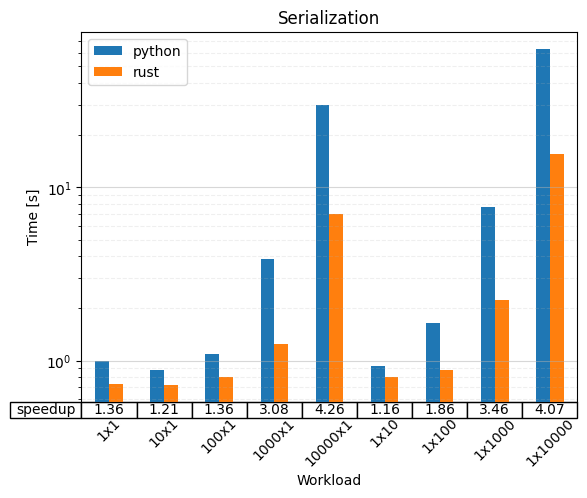 Serialization
python
rust
Time [s]
10¹
10⁰
speedup 1.36 1.21 1.36 3.08 4.26 1.16 1.86 3.46 4.07
1x1 10x1 100x1 1000x1 10000x1 1x10 1x100 1x1000 1x10000
Workload